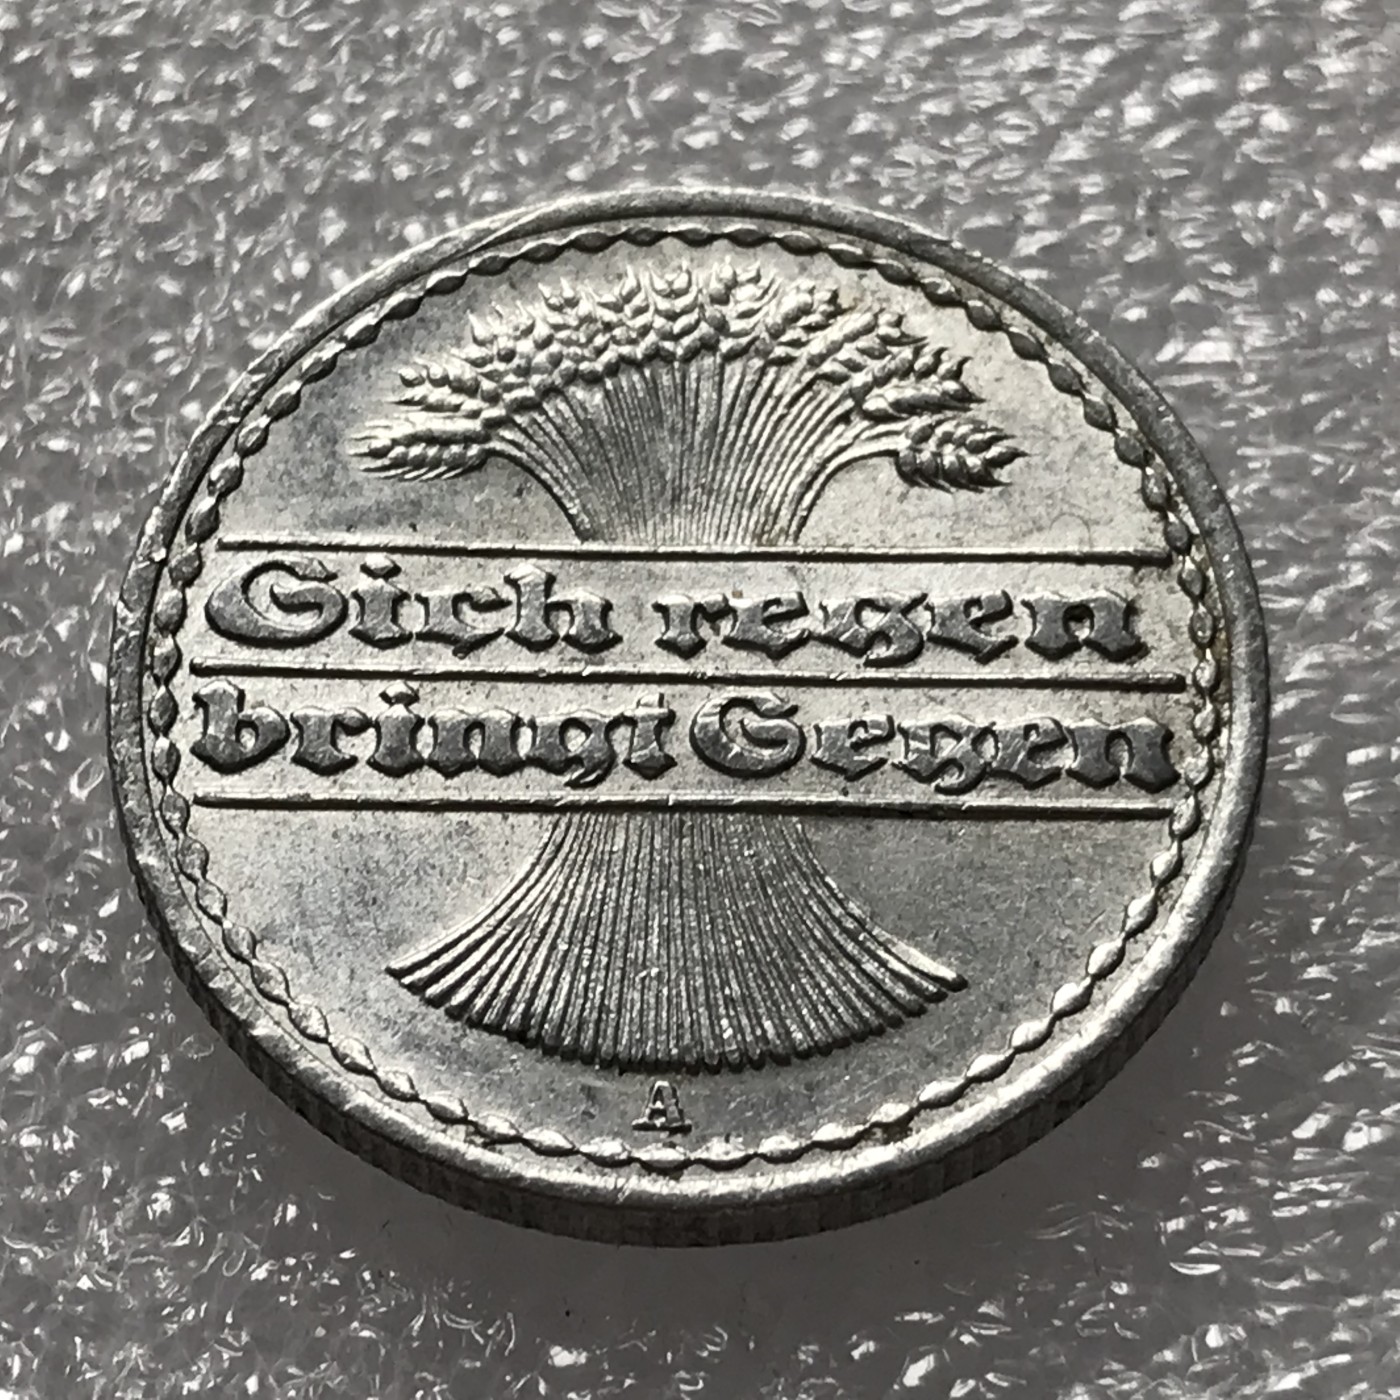 Sich regen
bringt Segen
A